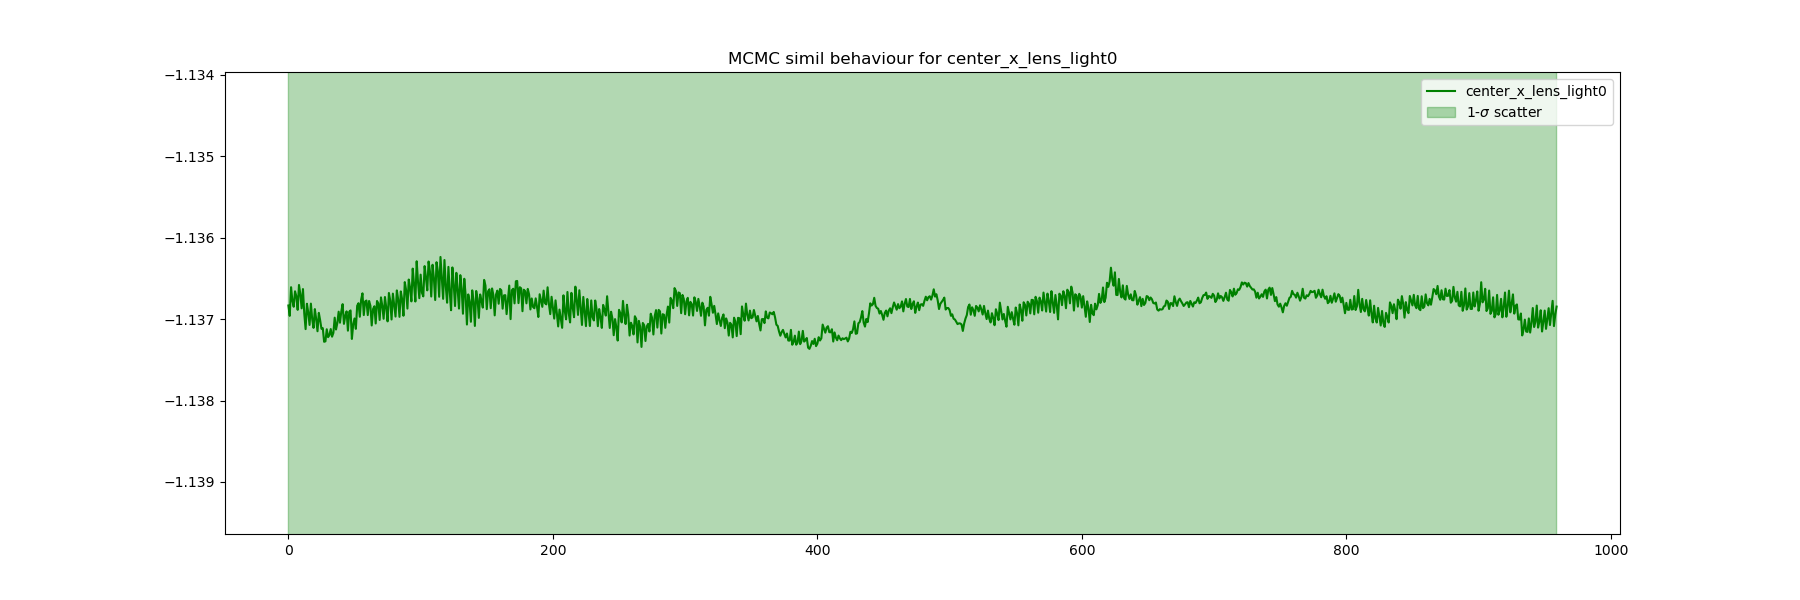 MCMC simil behaviour for center_x_lens_light0
−1.134
−1.135
−1.136
−1.137
−1.138
−1.139
center_x_lens_light0
1-σ scatter
0 200 400 600 800 1000